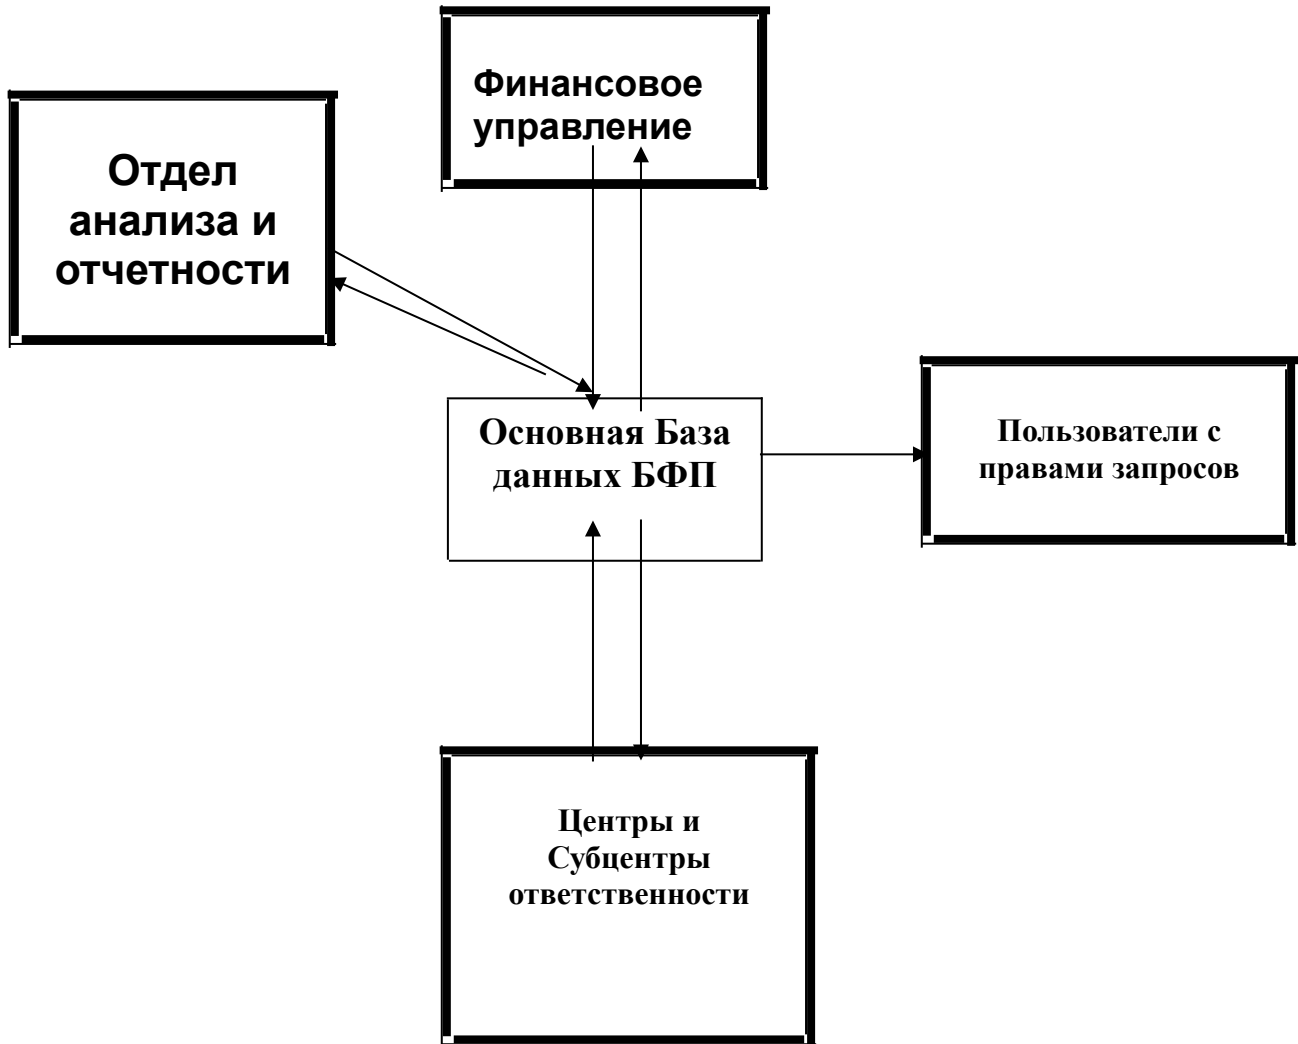 Финансовое
управление
Отдел
анализа и
отчетности
Основная База
данных БФП
Пользователи с
правами запросов
Центры и
Субцентры
ответственности